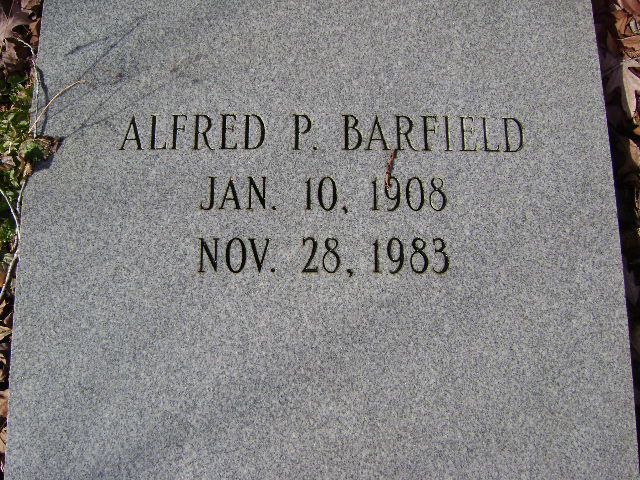 ALFRED P. BARFIELD
JAN. 10, 1908
NOV. 28, 1983